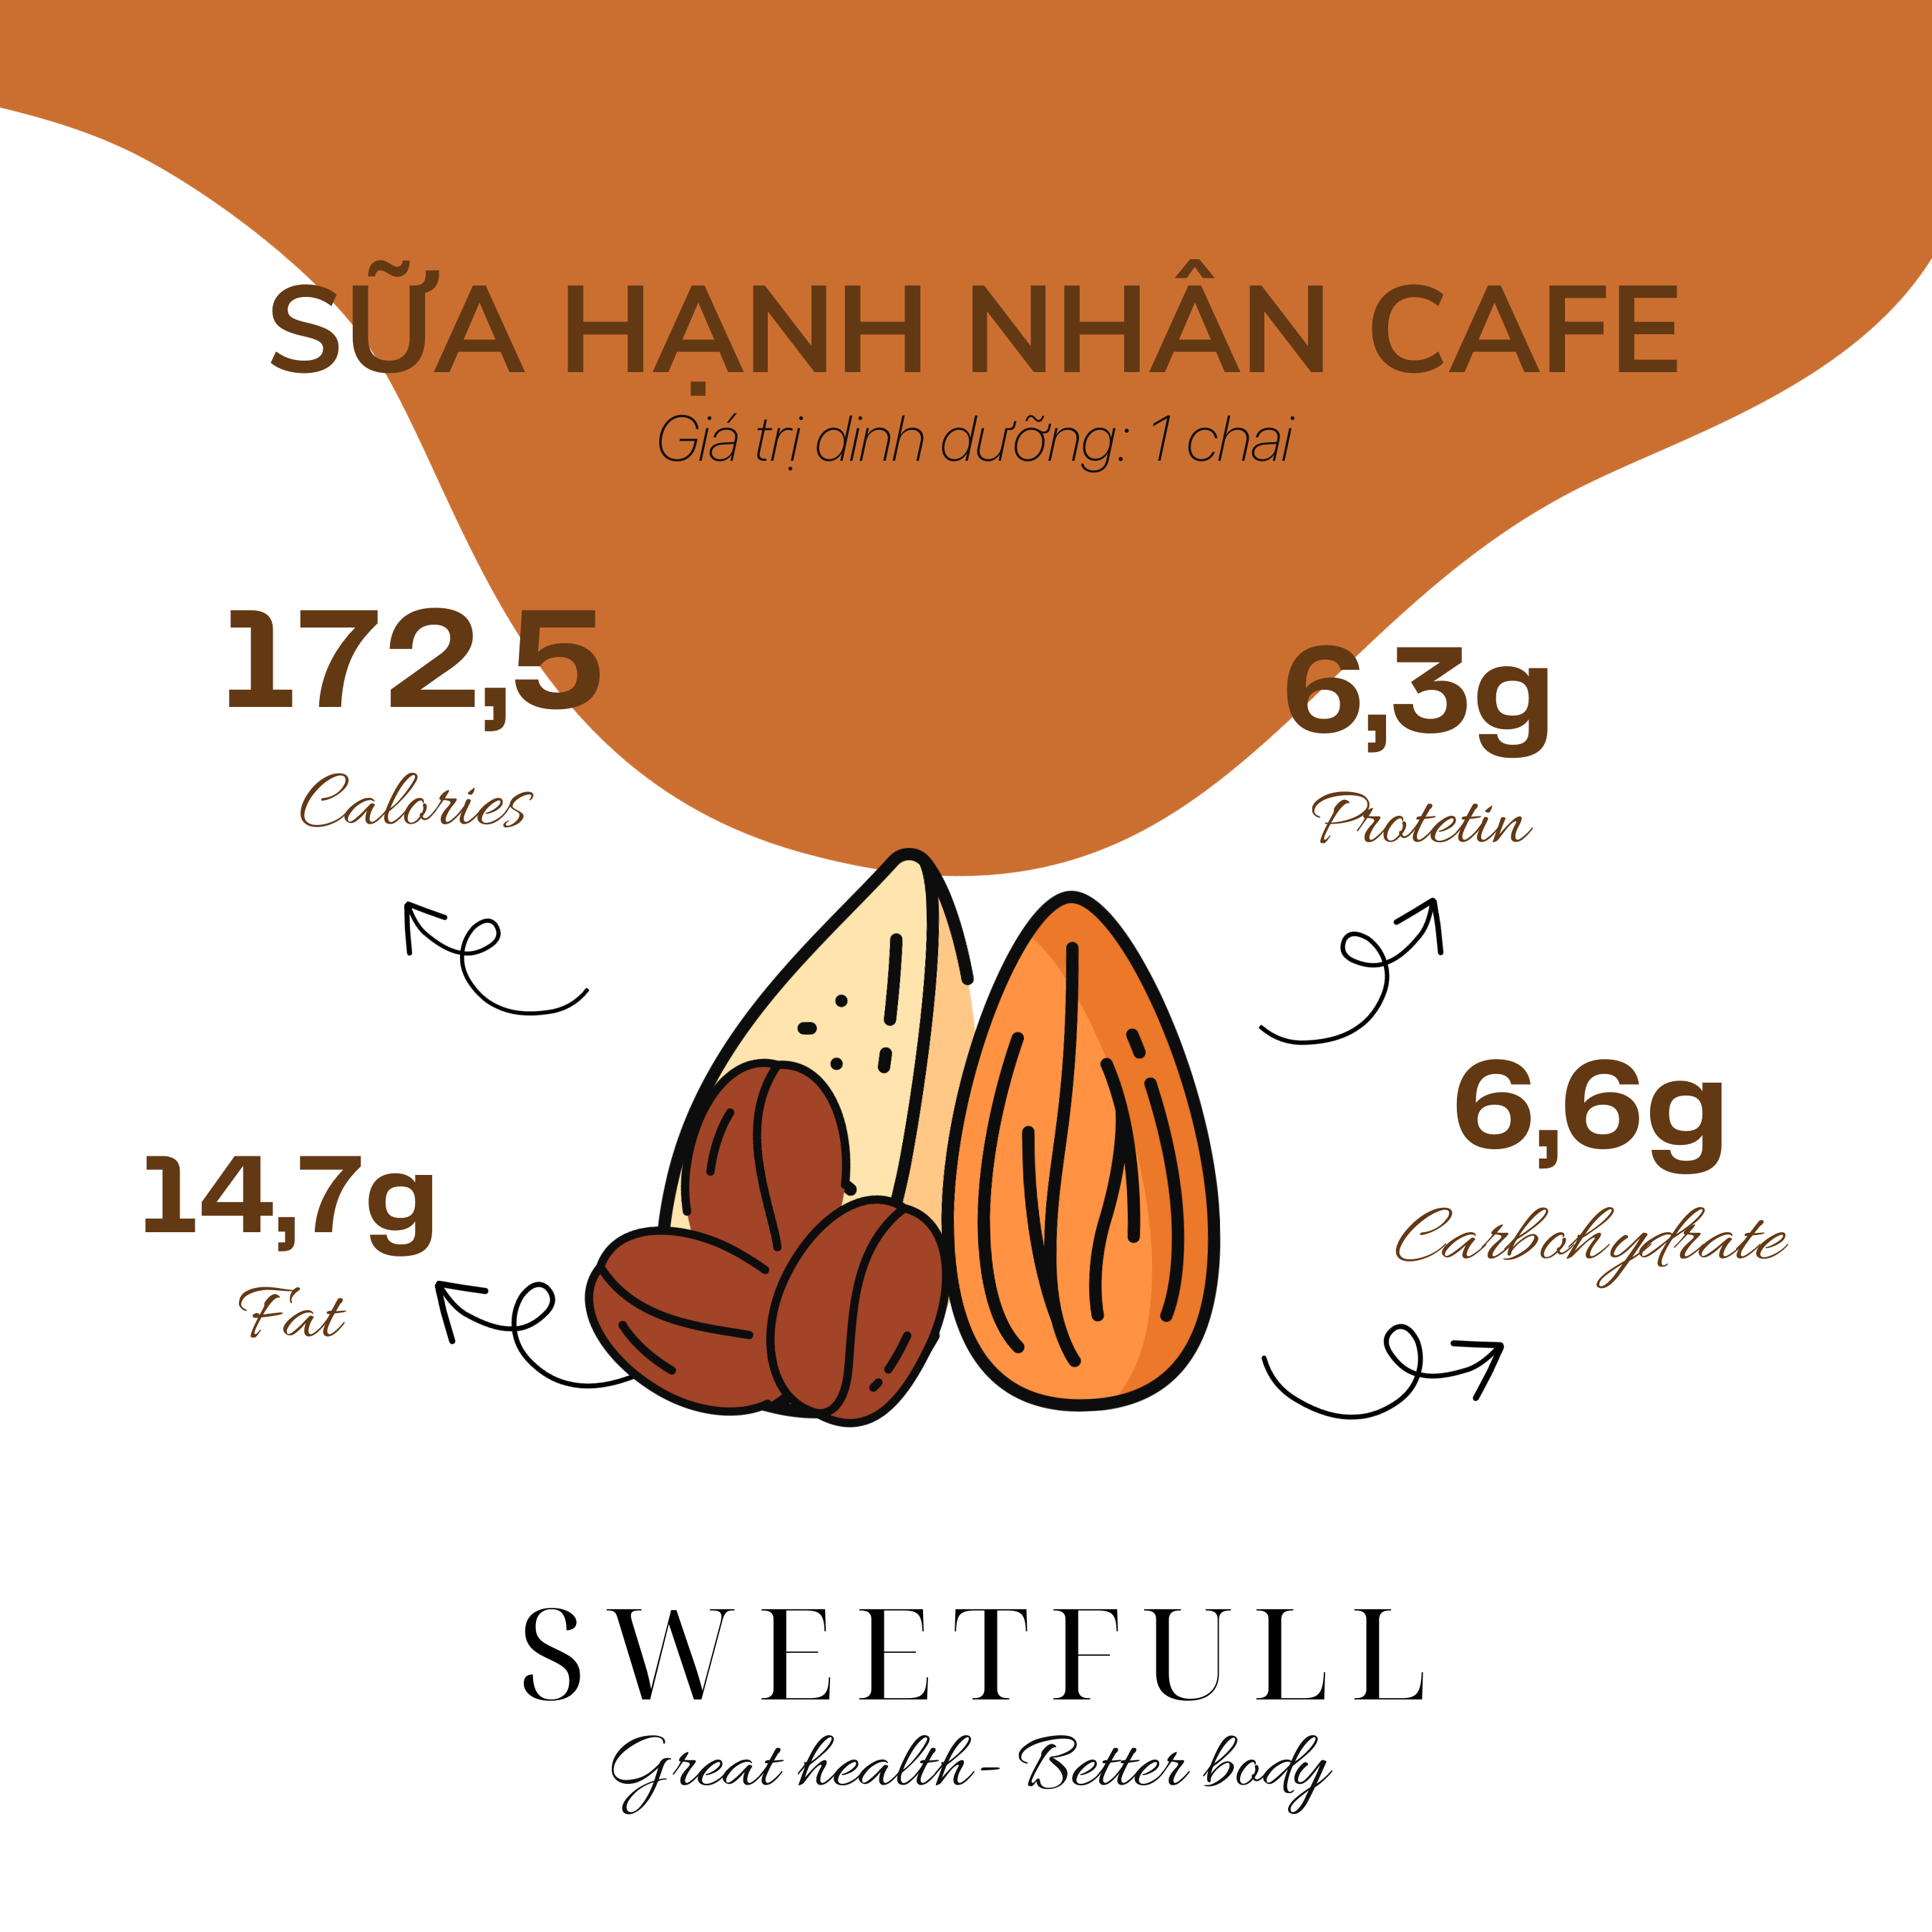 SỮA HẠNH NHÂN CAFE
Giá trị dinh dưỡng: 1 chai
172,5
Calories
6,3g
Protein
14,7g
Fat
6,6g
Carbohydrate
SWEETFULL
Great health - Better body